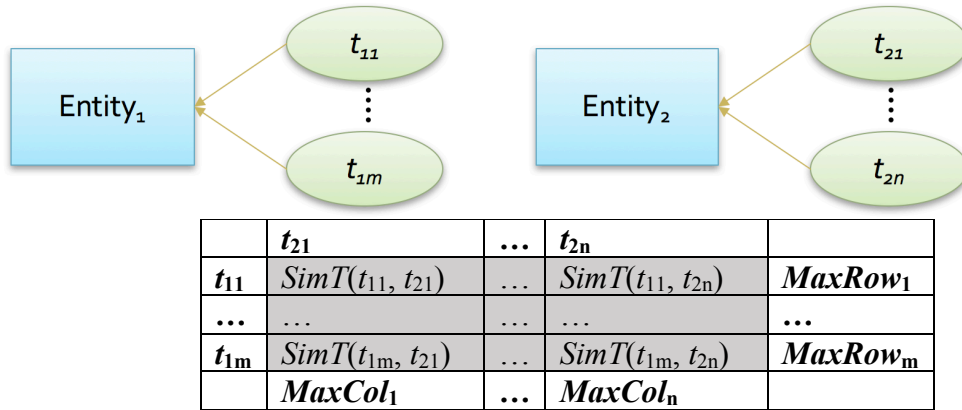 Entity₁ t₁₁ Entity₂ t₂₁
t₁ₘ t₂ₙ
t₂₁ … t₂ₙ
t₁₁ SimT(t₁₁, t₂₁) … SimT(t₁₁, t₂ₙ) MaxRow₁
… … … … …
t₁ₘ SimT(t₁ₘ, t₂₁) … SimT(t₁ₘ, t₂ₙ) MaxRowₘ
MaxCol₁ … MaxColₙ